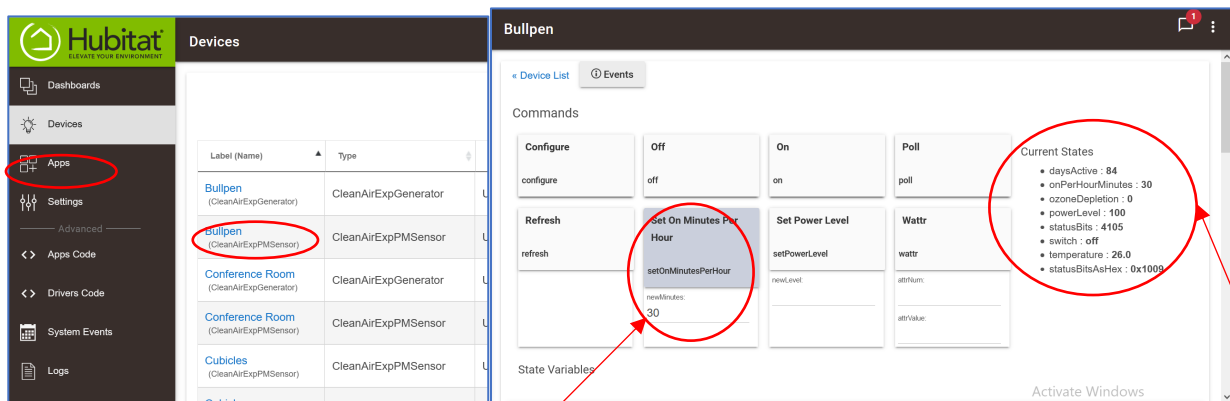 Hubitat
ELEVATE YOUR ENVIRONMENT
Devices
Dashboards
Devices
Apps
Settings
Advanced
Apps Code
Drivers Code
System Events
Logs
Label (Name)
Type
Bullpen
(CleanAirExpGenerator)
CleanAirExpGenerator
Bullpen
(CleanAirExpPMSensor)
CleanAirExpPMSensor
Conference Room
(CleanAirExpGenerator)
CleanAirExpGenerator
Conference Room
(CleanAirExpPMSensor)
CleanAirExpPMSensor
Cubicles
(CleanAirExpPMSensor)
CleanAirExpPMSensor
Bullpen
1
« Device List
Events
Commands
Configure
configure
Off
off
On
on
Poll
poll
Refresh
refresh
Set On Minutes Per
Hour
setOnMinutesPerHour
newMinutes:
30
Set Power Level
setPowerLevel
newLevel:
Wattr
wattr
attrNum:
attrValue:
Current States
daysActive : 84
onPerHourMinutes : 30
ozoneDepletion : 0
powerLevel : 100
statusBits : 4105
switch : off
temperature : 26.0
statusBitsAsHex : 0x1009
State Variables
Activate Windows